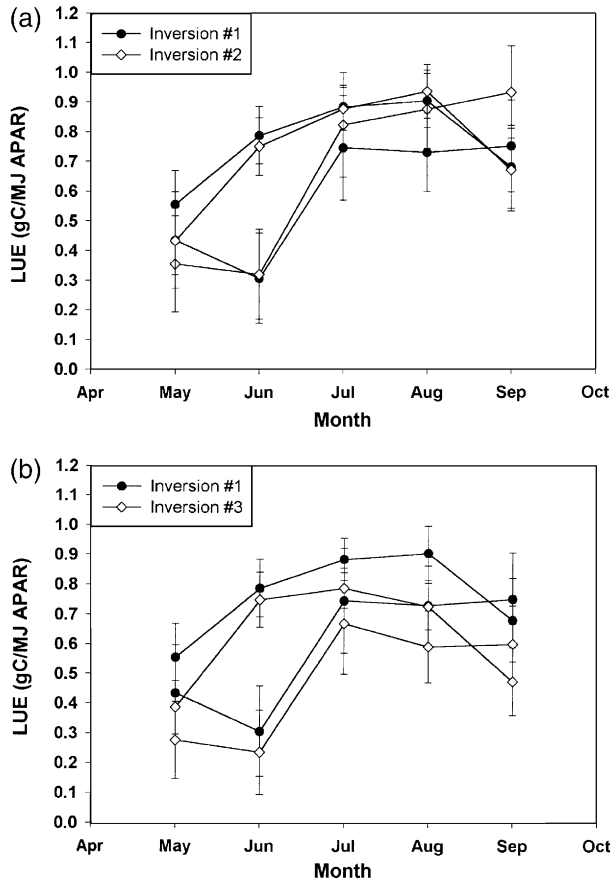 (a)
1.2
1.1
1.0
0.9
0.8
0.7
0.6
0.5
0.4
0.3
0.2
0.1
0.0
LUE (gC/MJ APAR)
Inversion #1
Inversion #2
Apr May Jun Jul Aug Sep Oct
Month
(b)
1.2
1.1
1.0
0.9
0.8
0.7
0.6
0.5
0.4
0.3
0.2
0.1
0.0
LUE (gC/MJ APAR)
Inversion #1
Inversion #3
Apr May Jun Jul Aug Sep Oct
Month